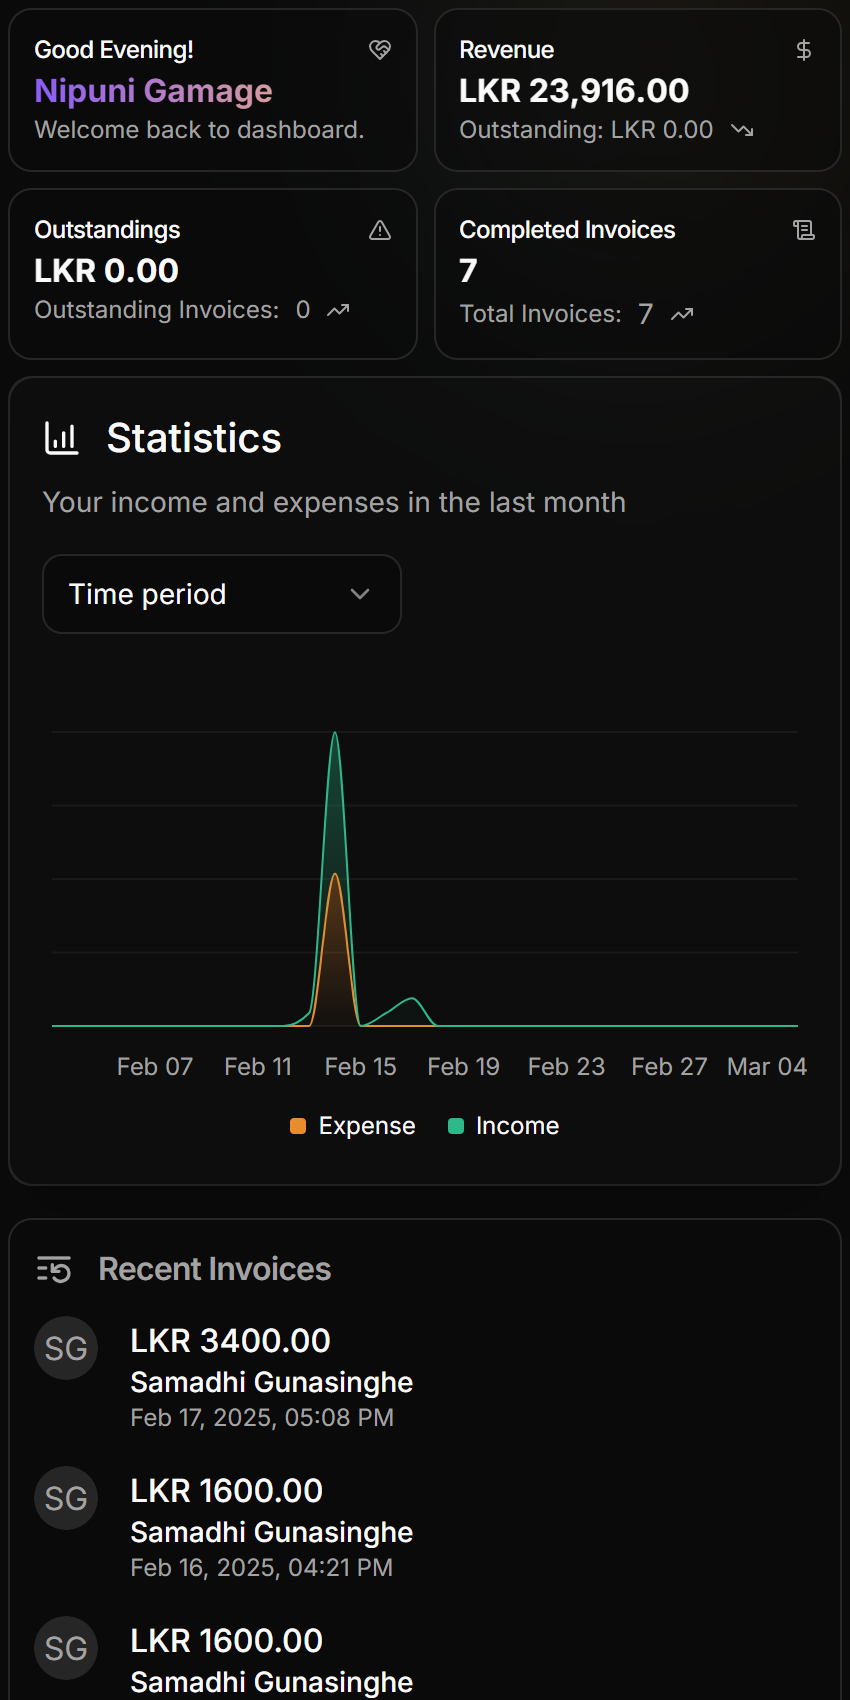 Good Evening!
Nipuni Gamage
Welcome back to dashboard.
Revenue
LKR 23,916.00
Outstanding: LKR 0.00
Outstandings
LKR 0.00
Outstanding Invoices: 0
Completed Invoices
7
Total Invoices: 7
Statistics
Your income and expenses in the last month
Time period
Feb 07 Feb 11 Feb 15 Feb 19 Feb 23 Feb 27 Mar 04
Expense Income
Recent Invoices
SG
LKR 3400.00
Samadhi Gunasinghe
Feb 17, 2025, 05:08 PM
SG
LKR 1600.00
Samadhi Gunasinghe
Feb 16, 2025, 04:21 PM
SG
LKR 1600.00
Samadhi Gunasinghe